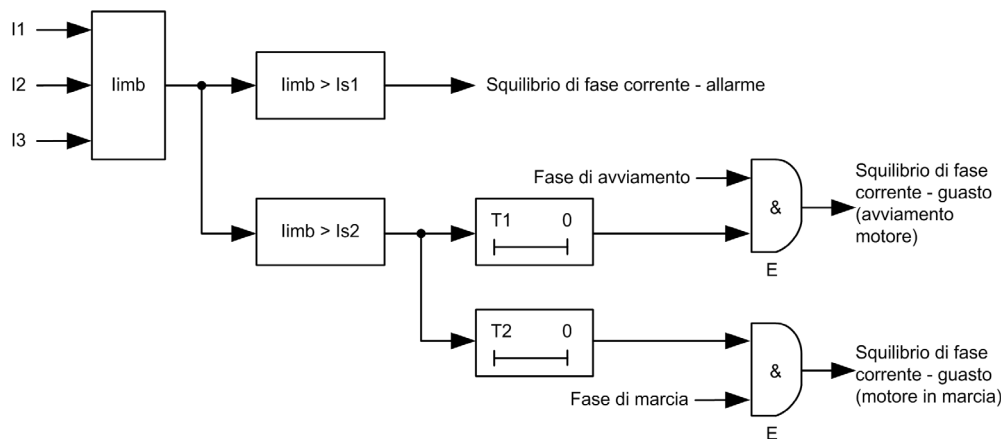 I1
I2
I3
Iimb
Iimb > Is1
Squilibrio di fase corrente - allarme
Iimb > Is2
Fase di avviamento
T1 0
&
E
Squilibrio di fase
corrente - guasto
(avviamento
motore)
T2 0
Fase di marcia
&
E
Squilibrio di fase
corrente - guasto
(motore in marcia)